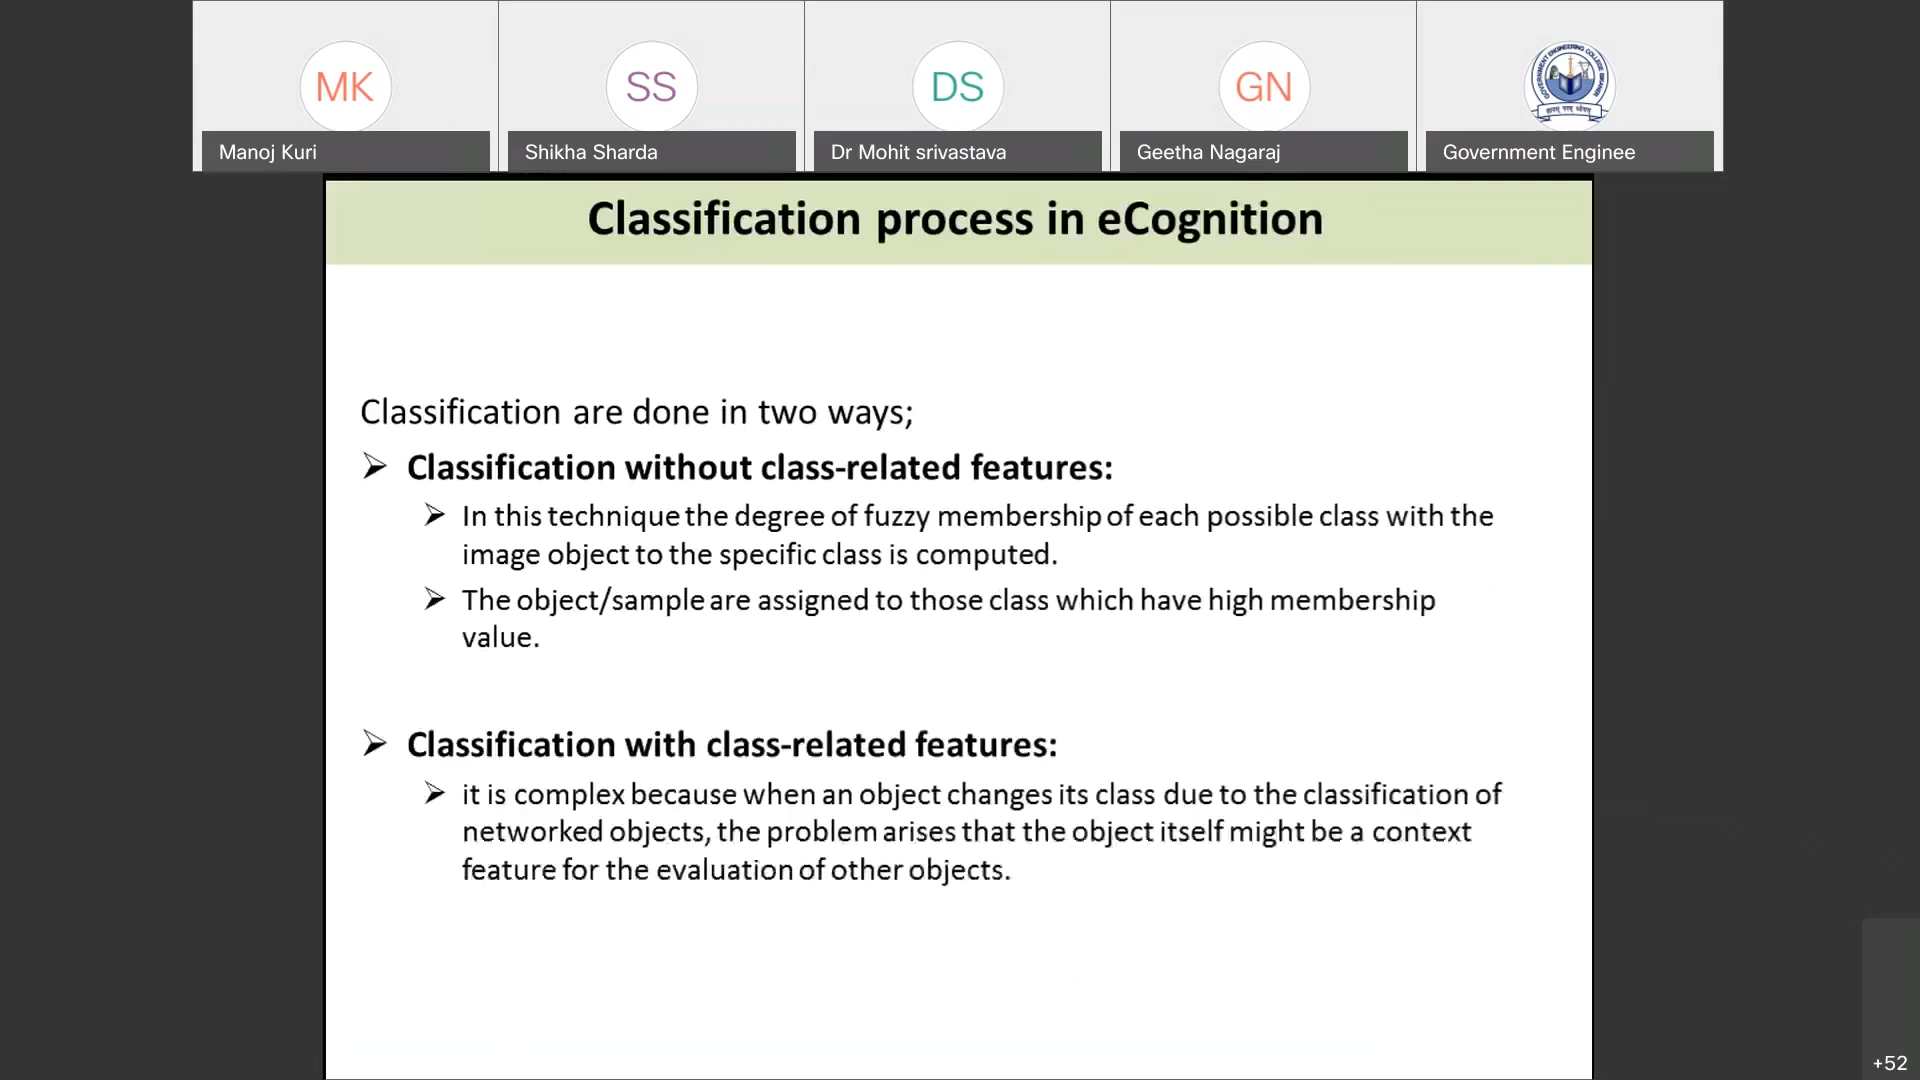 MK
SS
DS
GN
GOVERNMENT ENGINEERING COLLEGE BIKANER
Manoj Kuri
Shikha Sharda
Dr Mohit srivastava
Geetha Nagaraj
Government Enginee
Classification process in eCognition
Classification are done in two ways;
Classification without class-related features:
In this technique the degree of fuzzy membership of each possible class with the
image object to the specific class is computed.
The object/sample are assigned to those class which have high membership
value.
Classification with class-related features:
it is complex because when an object changes its class due to the classification of
networked objects, the problem arises that the object itself might be a context
feature for the evaluation of other objects.
+52